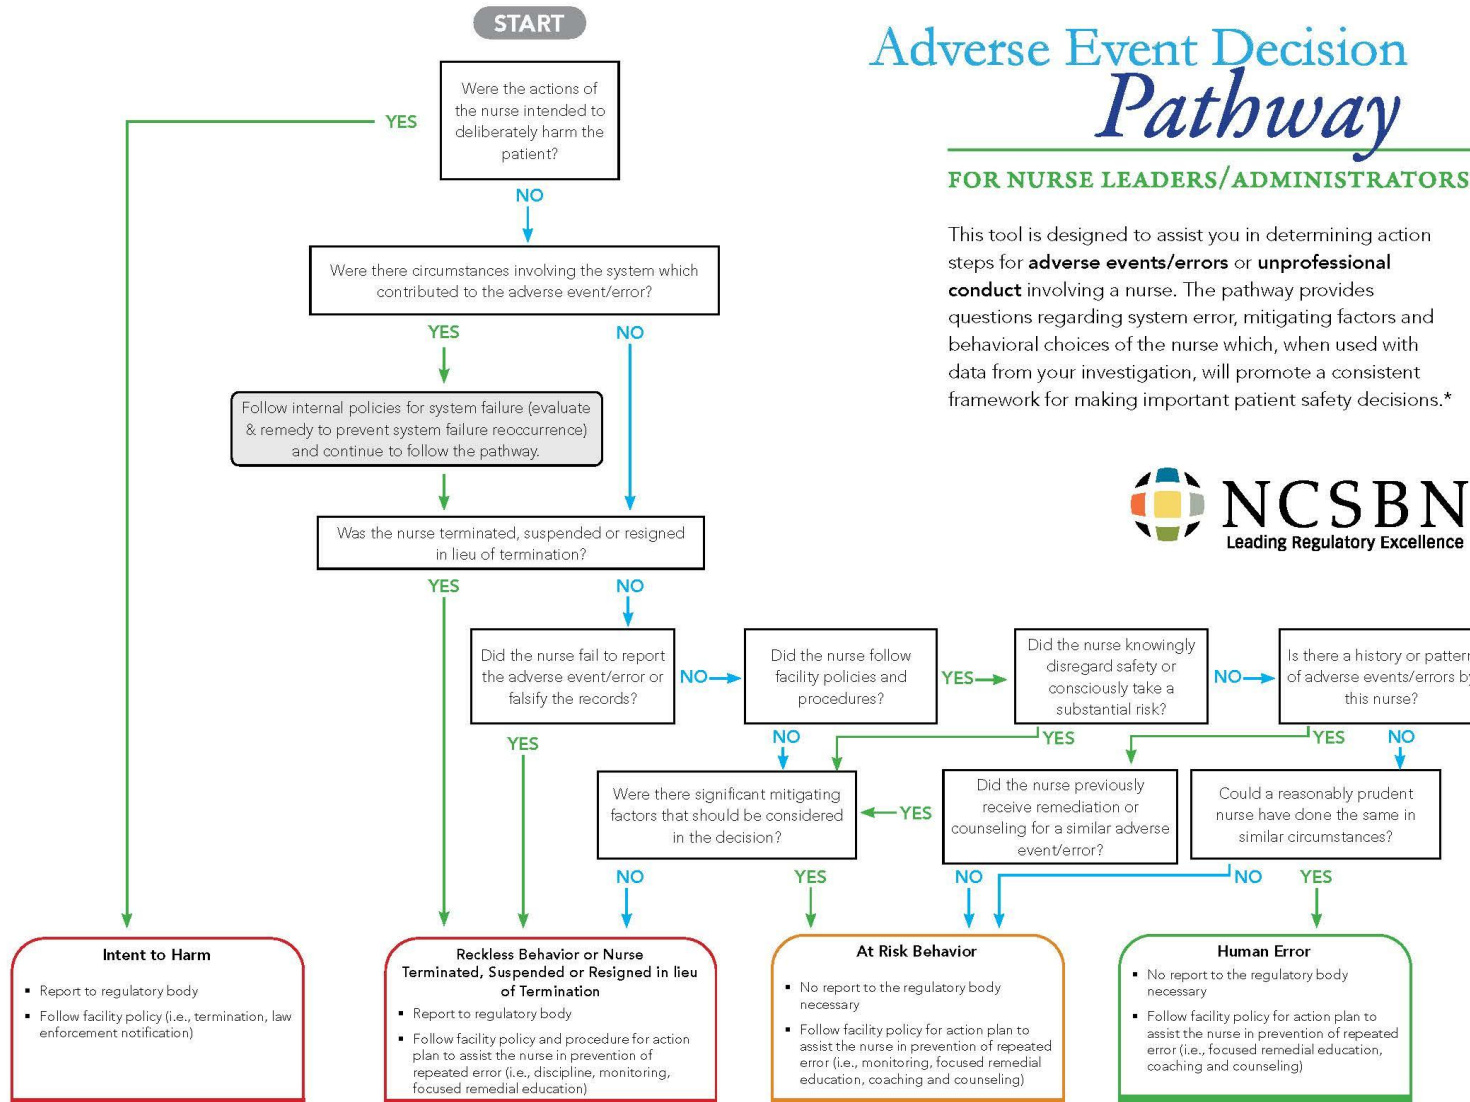 START
Adverse Event Decision
Pathway
FOR NURSE LEADERS/ADMINISTRATORS
This tool is designed to assist you in determining action
steps for adverse events/errors or unprofessional
conduct involving a nurse. The pathway provides
questions regarding system error, mitigating factors and
behavioral choices of the nurse which, when used with
data from your investigation, will promote a consistent
framework for making important patient safety decisions.*
NCSBN
Leading Regulatory Excellence
Were the actions of
the nurse intended to
deliberately harm the
patient?
YES
NO
Were there circumstances involving the system which
contributed to the adverse event/error?
YES
NO
Follow internal policies for system failure (evaluate
& remedy to prevent system failure reoccurrence)
and continue to follow the pathway.
Was the nurse terminated, suspended or resigned
in lieu of termination?
YES
NO
Did the nurse fail to report
the adverse event/error or
falsify the records?
NO
YES
Did the nurse follow
facility policies and
procedures?
YES
NO
Did the nurse knowingly
disregard safety or
consciously take a
substantial risk?
NO
YES
Is there a history or pattern
of adverse events/errors by
this nurse?
YES
NO
Were there significant mitigating
factors that should be considered
in the decision?
NO
YES
YES
Did the nurse previously
receive remediation or
counseling for a similar adverse
event/error?
NO
Could a reasonably prudent
nurse have done the same in
similar circumstances?
NO
YES
Intent to Harm
▪ Report to regulatory body
▪ Follow facility policy (i.e., termination, law
enforcement notification)
Reckless Behavior or Nurse
Terminated, Suspended or Resigned in lieu
of Termination
▪ Report to regulatory body
▪ Follow facility policy and procedure for action
plan to assist the nurse in prevention of
repeated error (i.e., discipline, monitoring,
focused remedial education)
At Risk Behavior
▪ No report to the regulatory body
necessary
▪ Follow facility policy for action plan to
assist the nurse in prevention of repeated
error (i.e., monitoring, focused remedial
education, coaching and counseling)
Human Error
▪ No report to the regulatory body
necessary
▪ Follow facility policy for action plan to
assist the nurse in prevention of repeated
error (i.e., focused remedial education,
coaching and counseling)